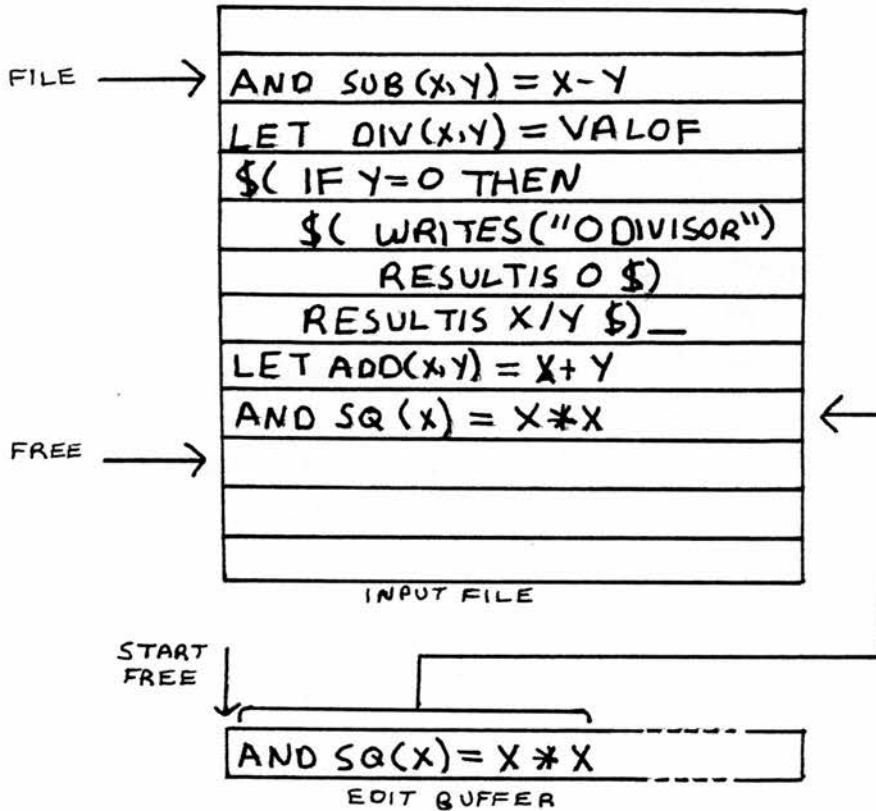 FILE
AND SUB(X,Y) = X-Y
LET DIV(X,Y) = VALOF
$( IF Y=0 THEN
$( WRITES("0 DIVISOR")
RESULTIS 0 $)
RESULTIS X/Y $)_
LET ADD(X,Y) = X+Y
AND SQ(X) = X*X
FREE
INPUT FILE
START
FREE
AND SQ(X) = X * X
EDIT BUFFER